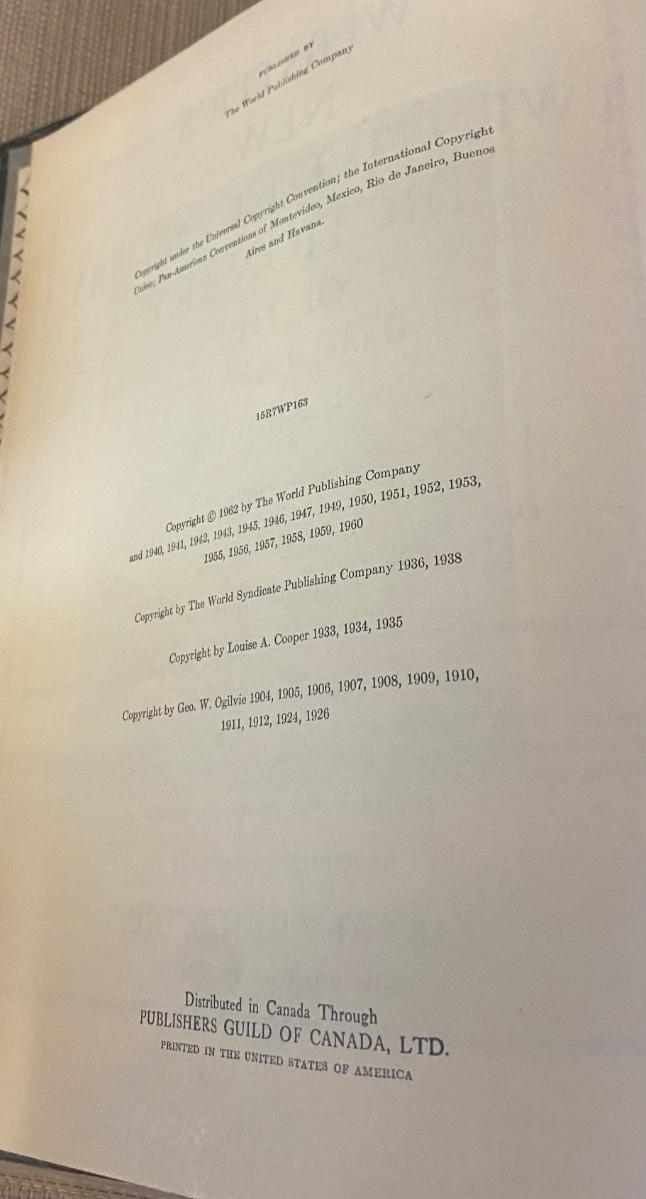 PUBLISHED BY
The World Publishing Company
Copyright under the Universal Copyright Convention; the International Copyright
Union; Pan-American Conventions of Montevideo, Mexico, Rio de Janeiro, Buenos
Aires and Havana.
15R7WP163
Copyright © 1962 by The World Publishing Company
and 1940, 1941, 1942, 1943, 1945, 1946, 1947, 1949, 1950, 1951, 1952, 1953,
1955, 1956, 1957, 1958, 1959, 1960
Copyright by The World Syndicate Publishing Company 1936, 1938
Copyright by Louise A. Cooper 1933, 1934, 1935
Copyright by Geo. W. Ogilvie 1904, 1905, 1906, 1907, 1908, 1909, 1910,
1911, 1912, 1924, 1926
Distributed in Canada Through
PUBLISHERS GUILD OF CANADA, LTD.
PRINTED IN THE UNITED STATES OF AMERICA